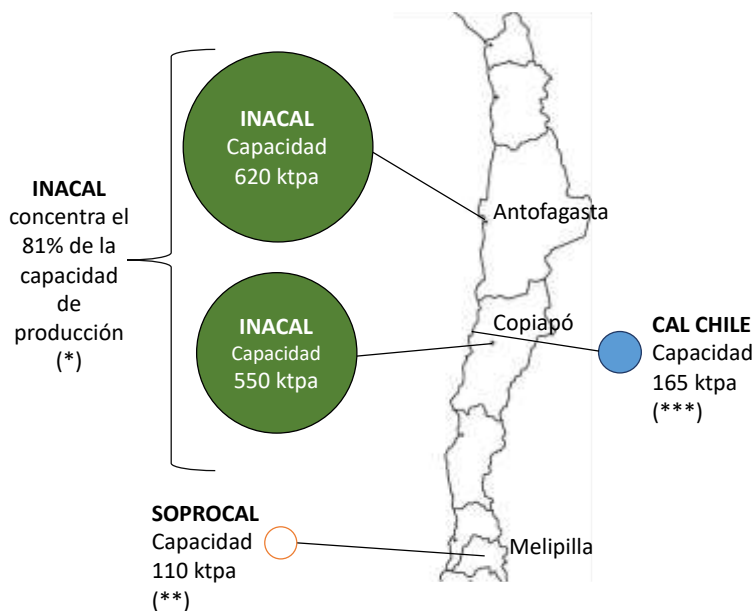 INACAL
concentra el
81% de la
capacidad
de
producción
(*)
INACAL
Capacidad
620 ktpa
Antofagasta
INACAL
Capacidad
550 ktpa
Copiapó
CAL CHILE
Capacidad
165 ktpa
(***)
SOPROCAL
Capacidad
110 ktpa
(**)
Melipilla